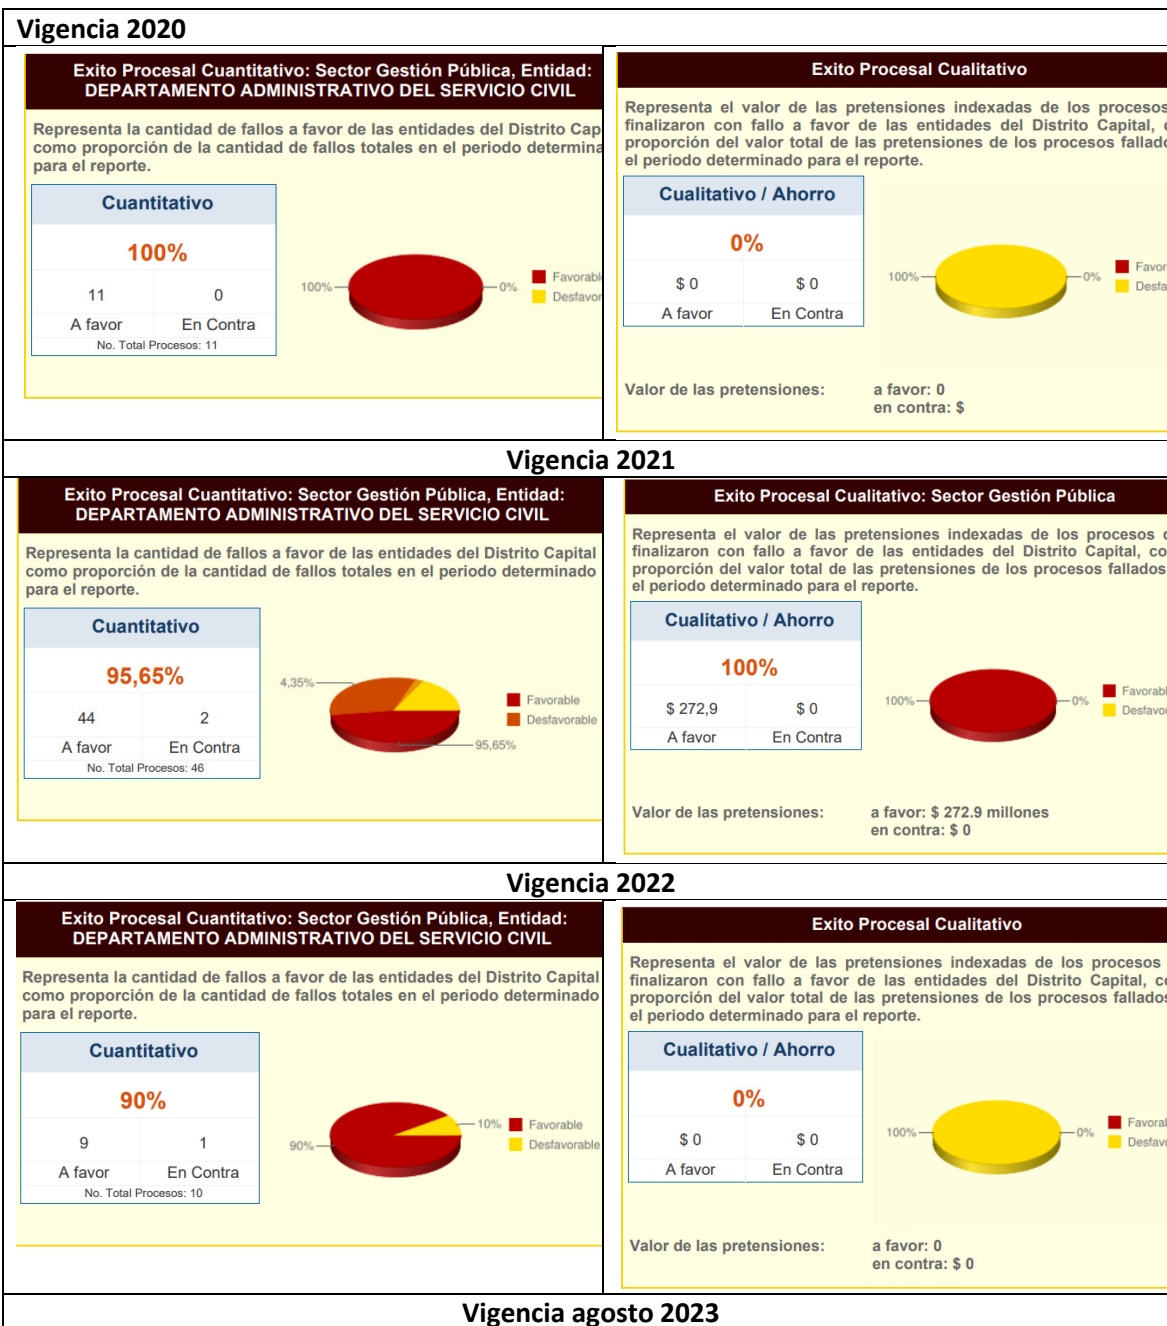 Vigencia 2020
Exito Procesal Cuantitativo: Sector Gestión Pública, Entidad:
DEPARTAMENTO ADMINISTRATIVO DEL SERVICIO CIVIL
Representa la cantidad de fallos a favor de las entidades del Distrito Cap
como proporción de la cantidad de fallos totales en el periodo determina
para el reporte.
Cuantitativo
100%
11 0
A favor En Contra
No. Total Procesos: 11
100% 0%
Favorabl
Desfavor
Exito Procesal Cualitativo
Representa el valor de las pretensiones indexadas de los procesos
finalizaron con fallo a favor de las entidades del Distrito Capital,
proporción del valor total de las pretensiones de los procesos fallado
el periodo determinado para el reporte.
Cualitativo / Ahorro
0%
$ 0 $ 0
A favor En Contra
100% 0%
Favor
Desfa
Valor de las pretensiones: a favor: 0
en contra: $
Vigencia 2021
Exito Procesal Cuantitativo: Sector Gestión Pública, Entidad:
DEPARTAMENTO ADMINISTRATIVO DEL SERVICIO CIVIL
Representa la cantidad de fallos a favor de las entidades del Distrito Capital
como proporción de la cantidad de fallos totales en el periodo determinado
para el reporte.
Cuantitativo
95,65%
44 2
A favor En Contra
No. Total Procesos: 46
4,35%
95,65%
Favorable
Desfavorable
Exito Procesal Cualitativo: Sector Gestión Pública
Representa el valor de las pretensiones indexadas de los procesos
finalizaron con fallo a favor de las entidades del Distrito Capital, co
proporción del valor total de las pretensiones de los procesos fallados
el periodo determinado para el reporte.
Cualitativo / Ahorro
100%
$ 272,9 $ 0
A favor En Contra
100% 0%
Favorabl
Desfavor
Valor de las pretensiones: a favor: $ 272.9 millones
en contra: $ 0
Vigencia 2022
Exito Procesal Cuantitativo: Sector Gestión Pública, Entidad:
DEPARTAMENTO ADMINISTRATIVO DEL SERVICIO CIVIL
Representa la cantidad de fallos a favor de las entidades del Distrito Capital
como proporción de la cantidad de fallos totales en el periodo determinado
para el reporte.
Cuantitativo
90%
9 1
A favor En Contra
No. Total Procesos: 10
90% 10%
Favorable
Desfavorable
Exito Procesal Cualitativo
Representa el valor de las pretensiones indexadas de los procesos
finalizaron con fallo a favor de las entidades del Distrito Capital, co
proporción del valor total de las pretensiones de los procesos fallados
el periodo determinado para el reporte.
Cualitativo / Ahorro
0%
$ 0 $ 0
A favor En Contra
100% 0%
Favoral
Desfavo
Valor de las pretensiones: a favor: 0
en contra: $ 0
Vigencia agosto 2023